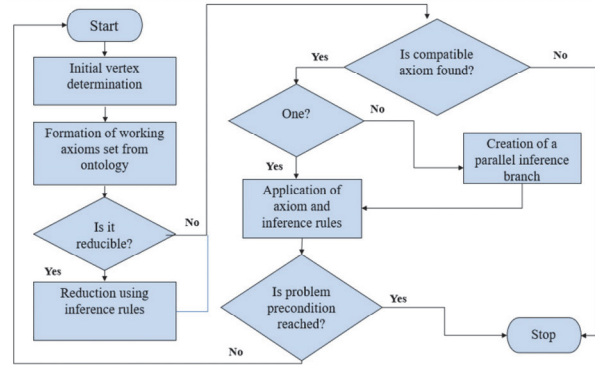 Start
Initial vertex
determination
Formation of working
axioms set from
ontology
Is it
reducible?
No
Yes
Reduction using
inference rules
Is compatible
axiom found?
Yes
No
One?
No
Yes
Creation of a
parallel inference
branch
Application of
axiom and
inference rules
Is problem
precondition
reached?
Yes
No
Stop